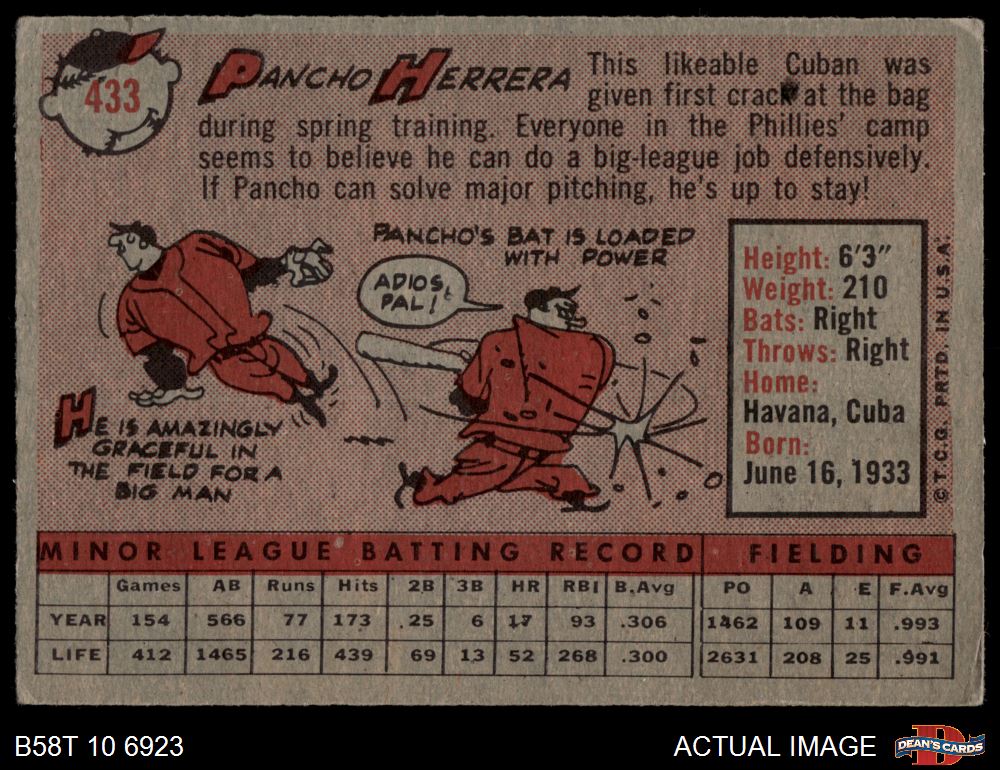 433
PANCHO HERRERA
This likeable Cuban was
given first crack at the bag
during spring training. Everyone in the Phillies' camp
seems to believe he can do a big-league job defensively.
If Pancho can solve major pitching, he's up to stay!
PANCHO'S BAT IS LOADED
WITH POWER
ADIOS,
PAL!
HE IS AMAZINGLY
GRACEFUL IN
THE FIELD FOR A
BIG MAN
Height: 6'3"
Weight: 210
Bats: Right
Throws: Right
Home:
Havana, Cuba
Born:
June 16, 1933
© T.C.G. PRTD. IN U.S.A.
MINOR LEAGUE BATTING RECORD FIELDING
Games AB Runs Hits 2B 3B HR RBI B.Avg PO A E F.Avg
YEAR 154 566 77 173 25 6 17 93 .306 1462 109 11 .993
LIFE 412 1465 216 439 69 13 52 268 .300 2631 208 25 .991
B58T 10 6923
ACTUAL IMAGE
D
DEAN'S CARDS